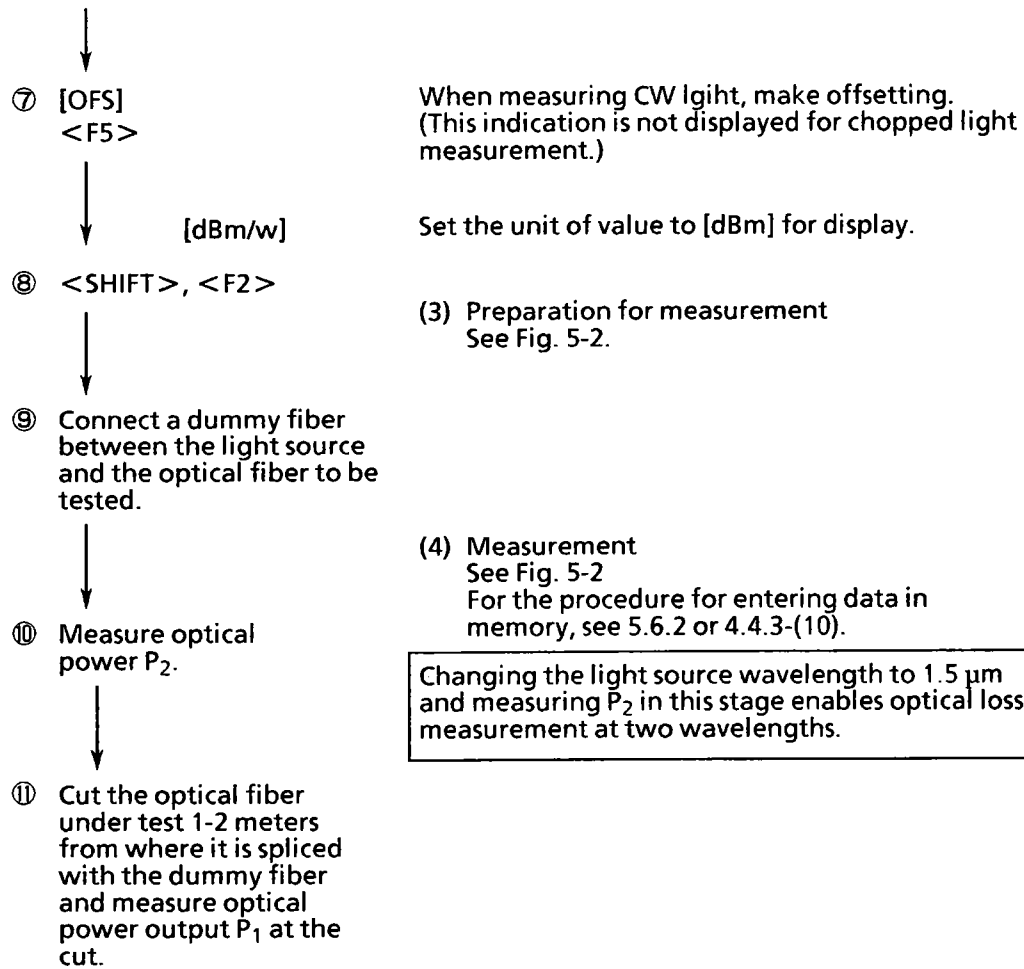 ⑦ [OFS]
<F5>
When measuring CW lgiht, make offsetting.
(This indication is not displayed for chopped light
measurement.)
[dBm/w]
Set the unit of value to [dBm] for display.
⑧ <SHIFT>, <F2>
(3) Preparation for measurement
See Fig. 5-2.
⑨ Connect a dummy fiber
between the light source
and the optical fiber to be
tested.
(4) Measurement
See Fig. 5-2
For the procedure for entering data in
memory, see 5.6.2 or 4.4.3-(10).
⑩ Measure optical
power P₂.
Changing the light source wavelength to 1.5 µm
and measuring P₂ in this stage enables optical loss
measurement at two wavelengths.
⑪ Cut the optical fiber
under test 1-2 meters
from where it is spliced
with the dummy fiber
and measure optical
power output P₁ at the
cut.